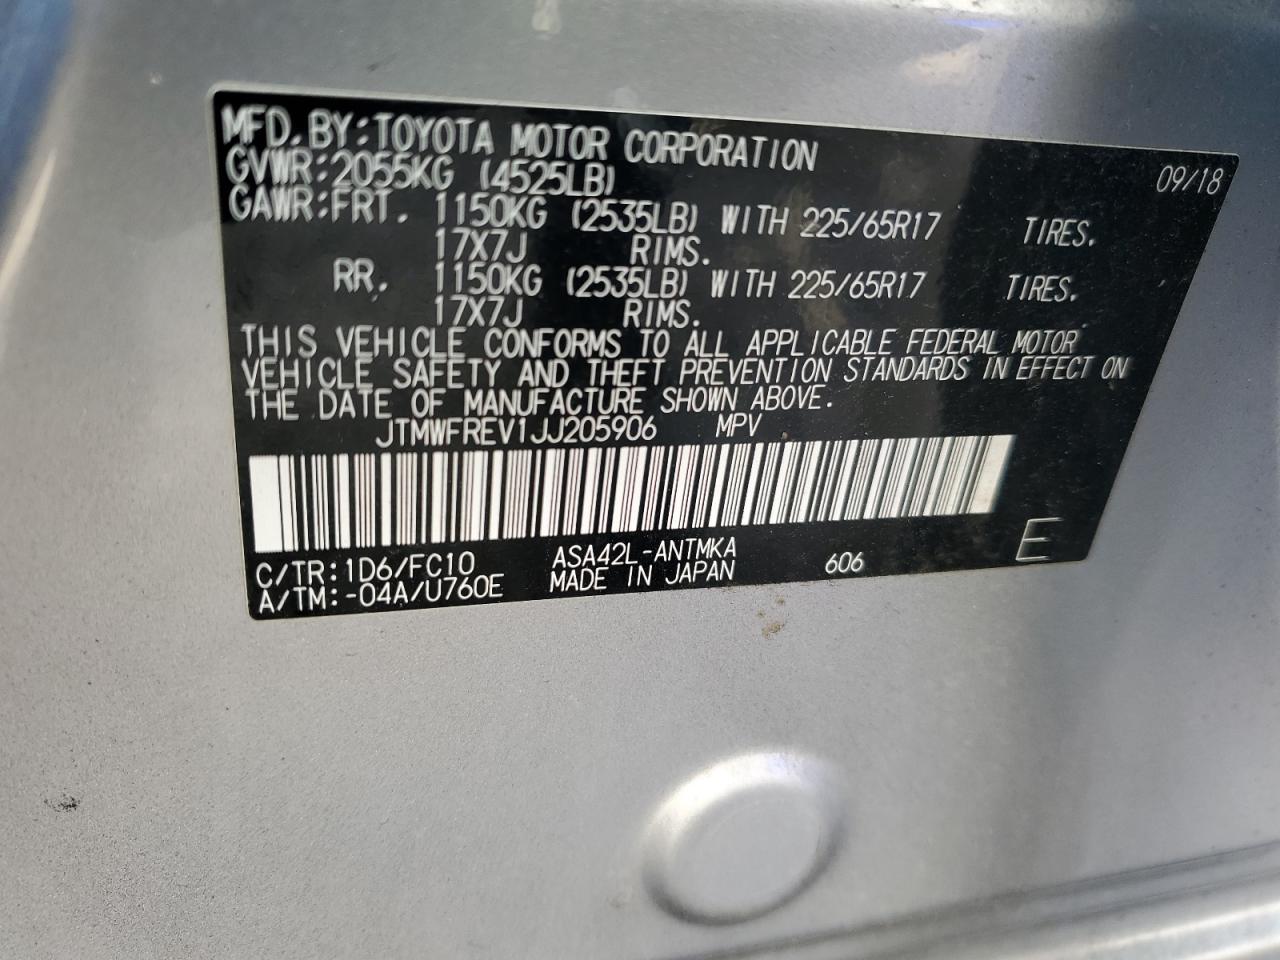 MFD. BY: TOYOTA MOTOR CORPORATION 09/18
GVWR: 2055KG (4525LB)
GAWR: FRT. 1150KG (2535LB) WITH 225/65R17 TIRES.
17X7J RIMS.
RR. 1150KG (2535LB) WITH 225/65R17 TIRES.
17X7J RIMS.
THIS VEHICLE CONFORMS TO ALL APPLICABLE FEDERAL MOTOR
VEHICLE SAFETY AND THEFT PREVENTION STANDARDS IN EFFECT ON
THE DATE OF MANUFACTURE SHOWN ABOVE.
JTMWFREV1JJ205906 MPV
C/TR: 1D6/FC10 ASA42L-ANTMKA 606 E
A/TM: -04A/U760E MADE IN JAPAN